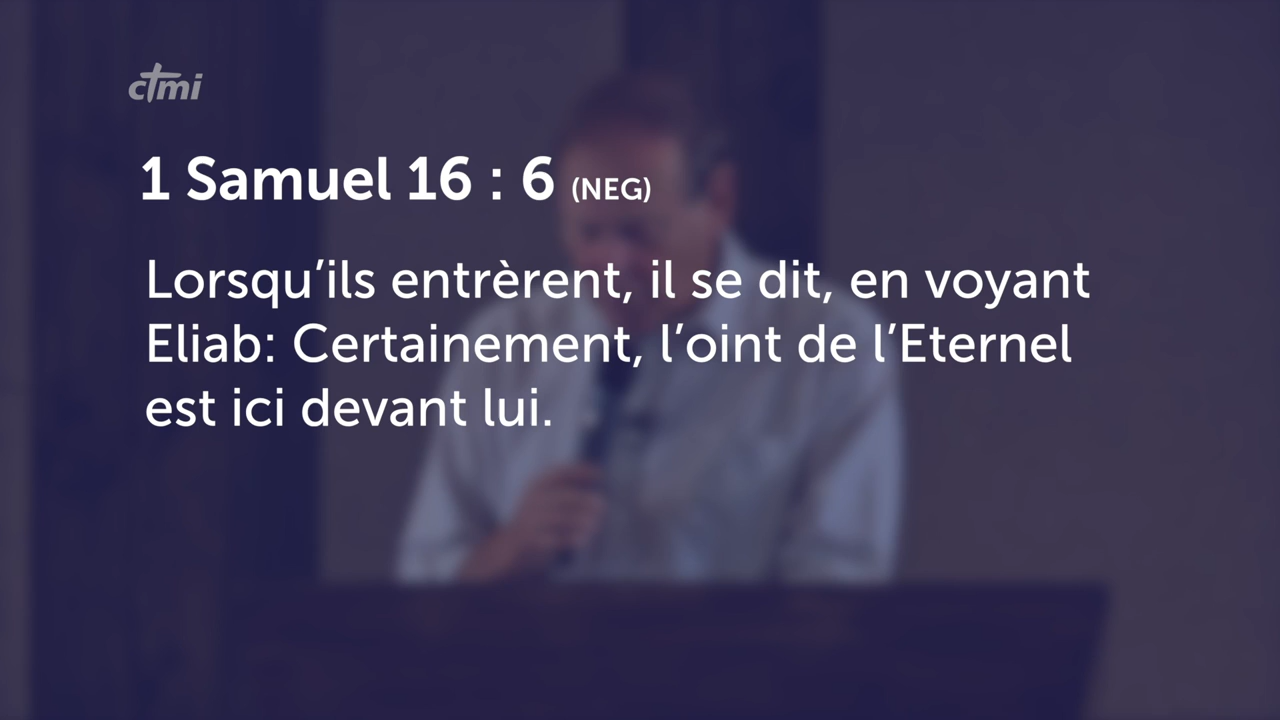 ctmi
1 Samuel 16 : 6 (NEG)
Lorsqu’ils entrèrent, il se dit, en voyant
Eliab: Certainement, l’oint de l’Eternel
est ici devant lui.